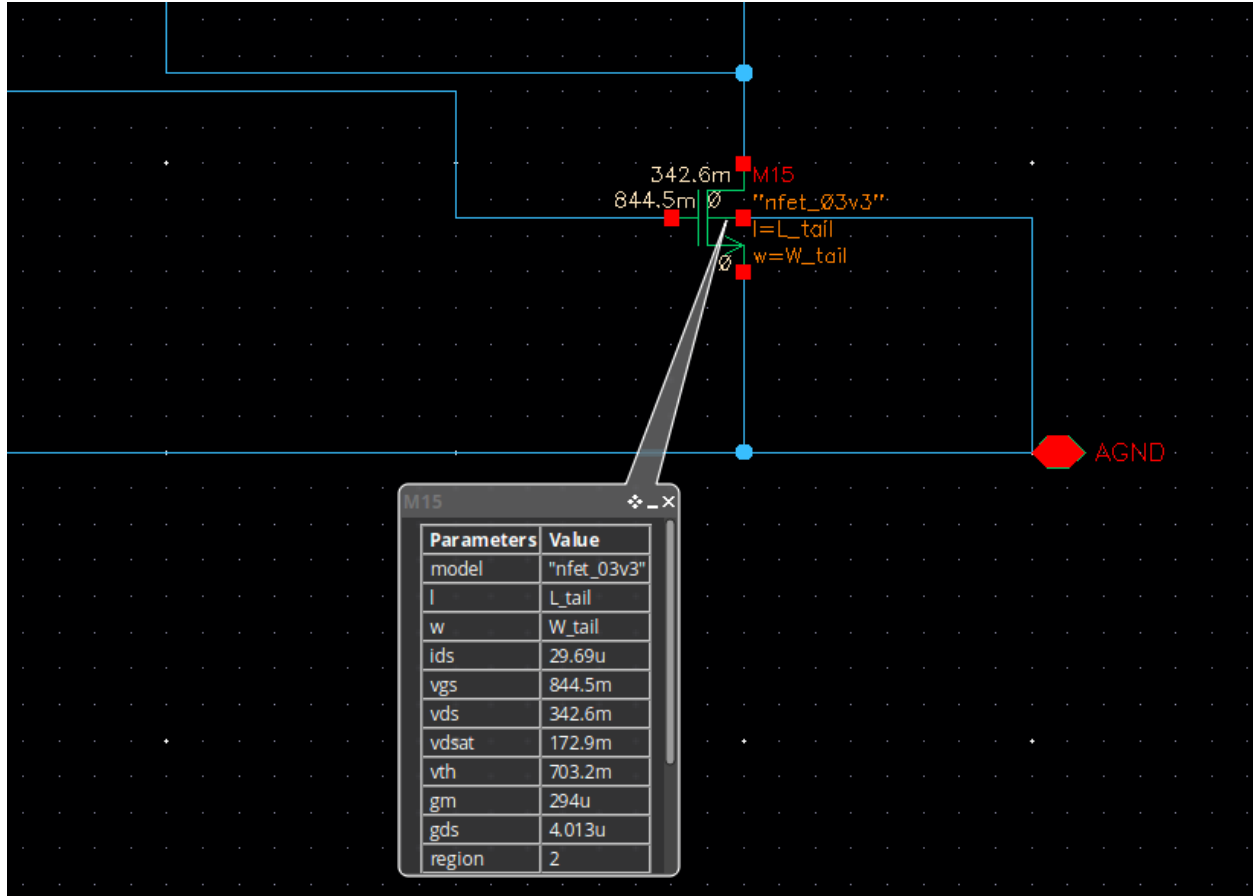 342.6m M15
844.5m Ø "nfet_Ø3v3"
l=L_tail
Ø w=W_tail
AGND
M15
Parameters Value
model "nfet_03v3"
l L_tail
w W_tail
ids 29.69u
vgs 844.5m
vds 342.6m
vdsat 172.9m
vth 703.2m
gm 294u
gds 4.013u
region 2